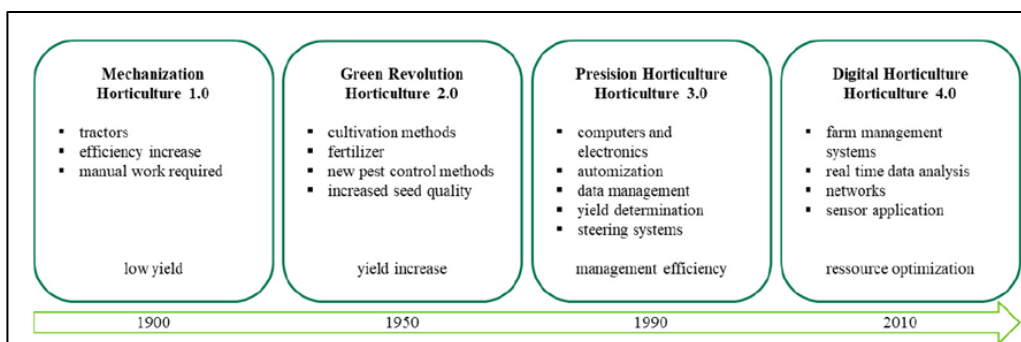 Mechanization
Horticulture 1.0
▪ tractors
▪ efficiency increase
▪ manual work required
low yield
Green Revolution
Horticulture 2.0
▪ cultivation methods
▪ fertilizer
▪ new pest control methods
▪ increased seed quality
yield increase
Precision Horticulture
Horticulture 3.0
▪ computers and
electronics
▪ automization
▪ data management
▪ yield determination
▪ steering systems
management efficiency
Digital Horticulture
Horticulture 4.0
▪ farm management
systems
▪ real time data analysis
▪ networks
▪ sensor application
ressource optimization
1900
1950
1990
2010